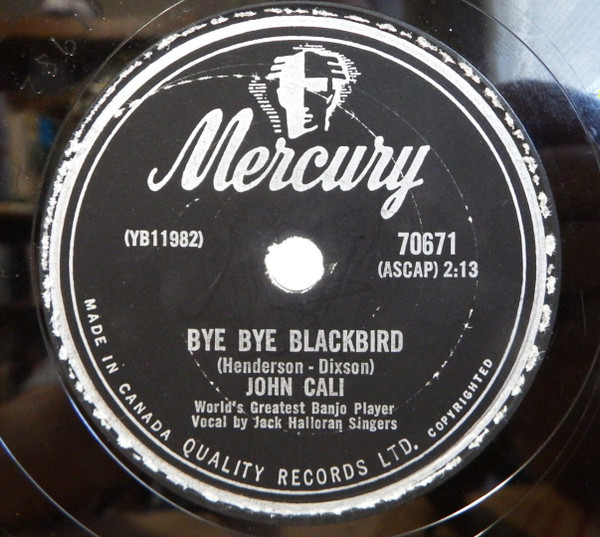 Mercury
(YB11982)
70671
(ASCAP) 2:13
BYE BYE BLACKBIRD
(Henderson - Dixson)
JOHN CALI
World's Greatest Banjo Player
Vocal by Jack Halloran Singers
MADE IN CANADA QUALITY RECORDS LTD. COPYRIGHTED